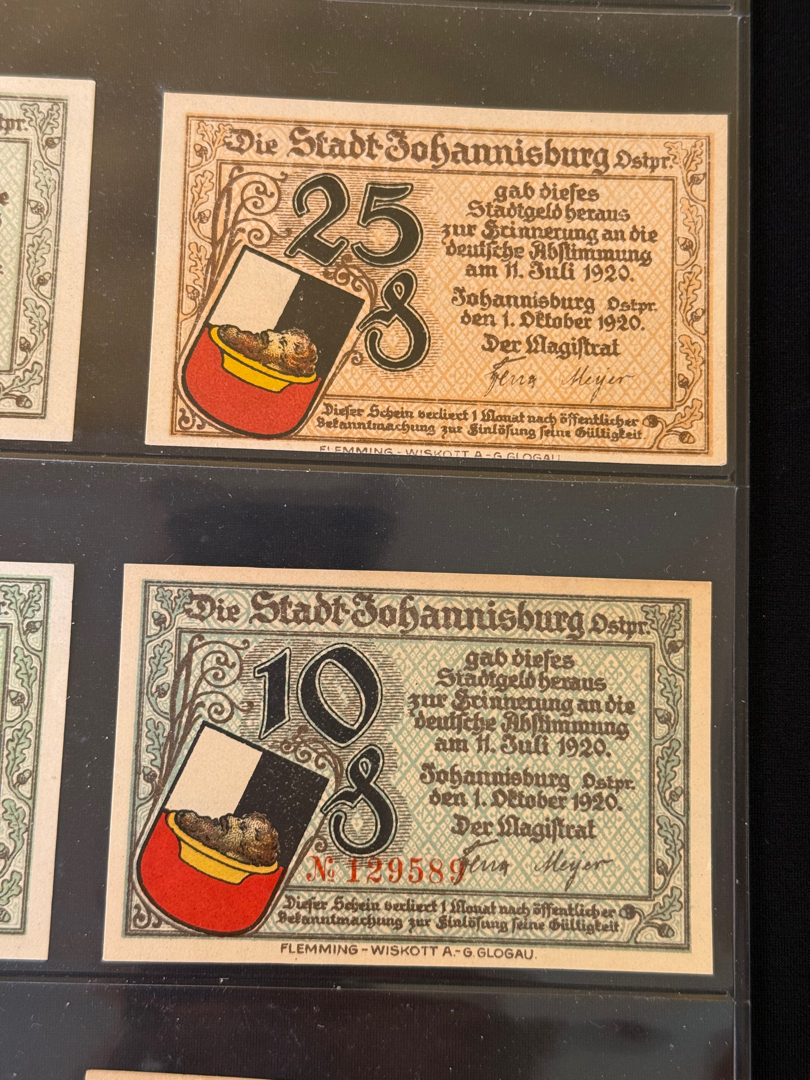 tpr.
e
Die Stadt Johannisburg Ostpr.
25
₰
gab dieses
Stadtgeld heraus
zur Erinnerung an die
deutsche Abstimmung
am 11. Juli 1920.
Johannisburg Ostpr.
den 1. Oktober 1920.
Der Magistrat
Meyer
Dieser Schein verliert 1 Monat nach öffentlicher
Bekanntmachung zur Einlösung seine Gültigkeit
FLEMMING - WISKOTT A.-G. GLOGAU.
r.
Die Stadt Johannisburg Ostpr.
10
₰
gab dieses
Stadtgeld heraus
zur Erinnerung an die
deutsche Abstimmung
am 11. Juli 1920.
Johannisburg Ostpr.
den 1. Oktober 1920.
Der Magistrat
№ 129589
Meyer
Dieser Schein verliert 1 Monat nach öffentlicher
Bekanntmachung zur Einlösung seine Gültigkeit.
FLEMMING - WISKOTT A.-G. GLOGAU.